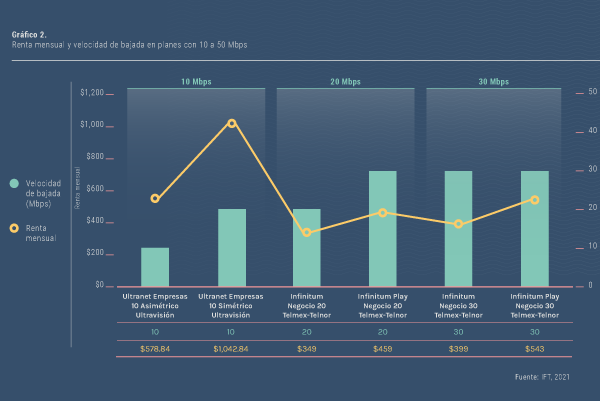 Gráfico 2.
Renta mensual y velocidad de bajada en planes con 10 a 50 Mbps
10 Mbps 20 Mbps 30 Mbps
$1,200
$1,000
$800
$600
$400
$200
$0
Renta mensual
50
40
30
20
10
0
Velocidad
de bajada
(Mbps)
Renta
mensual
Ultranet Empresas
10 Asimétrico
Ultravisión
Ultranet Empresas
10 Simétrico
Ultravisión
Infinitum
Negocio 20
Telmex-Telnor
Infinitum Play
Negocio 20
Telmex-Telnor
Infinitum
Negocio 30
Telmex-Telnor
Infinitum Play
Negocio 30
Telmex-Telnor
10 10 20 20 30 30
$578.84 $1,042.84 $349 $459 $399 $543
Fuente: IFT, 2021